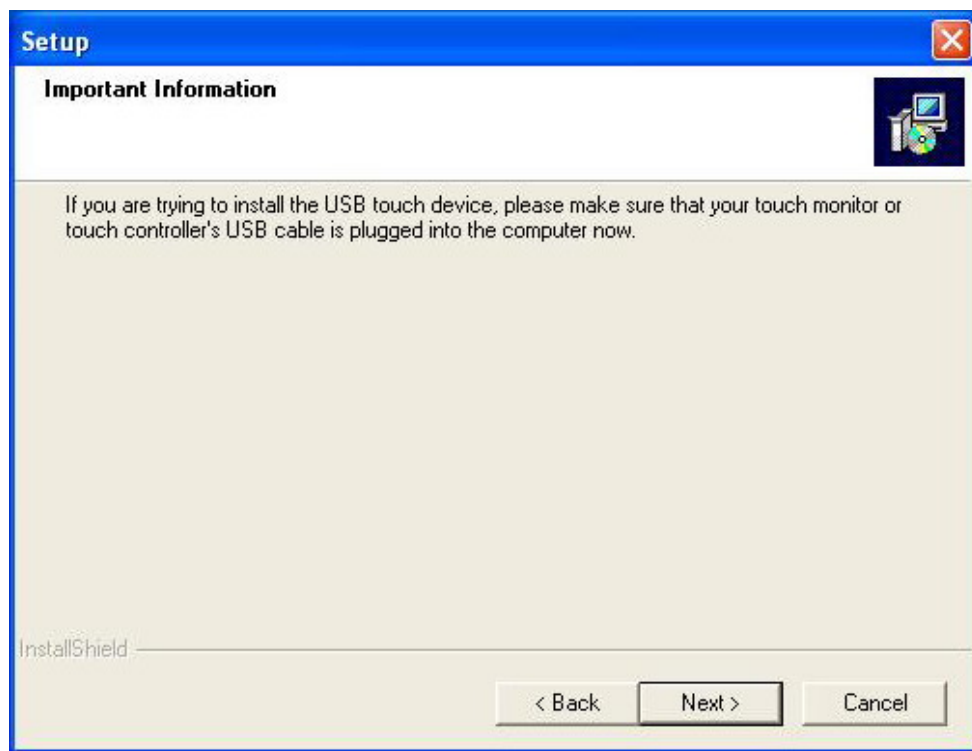 Setup
Important Information
If you are trying to install the USB touch device, please make sure that your touch monitor or
touch controller's USB cable is plugged into the computer now.
InstallShield
< Back
Next >
Cancel